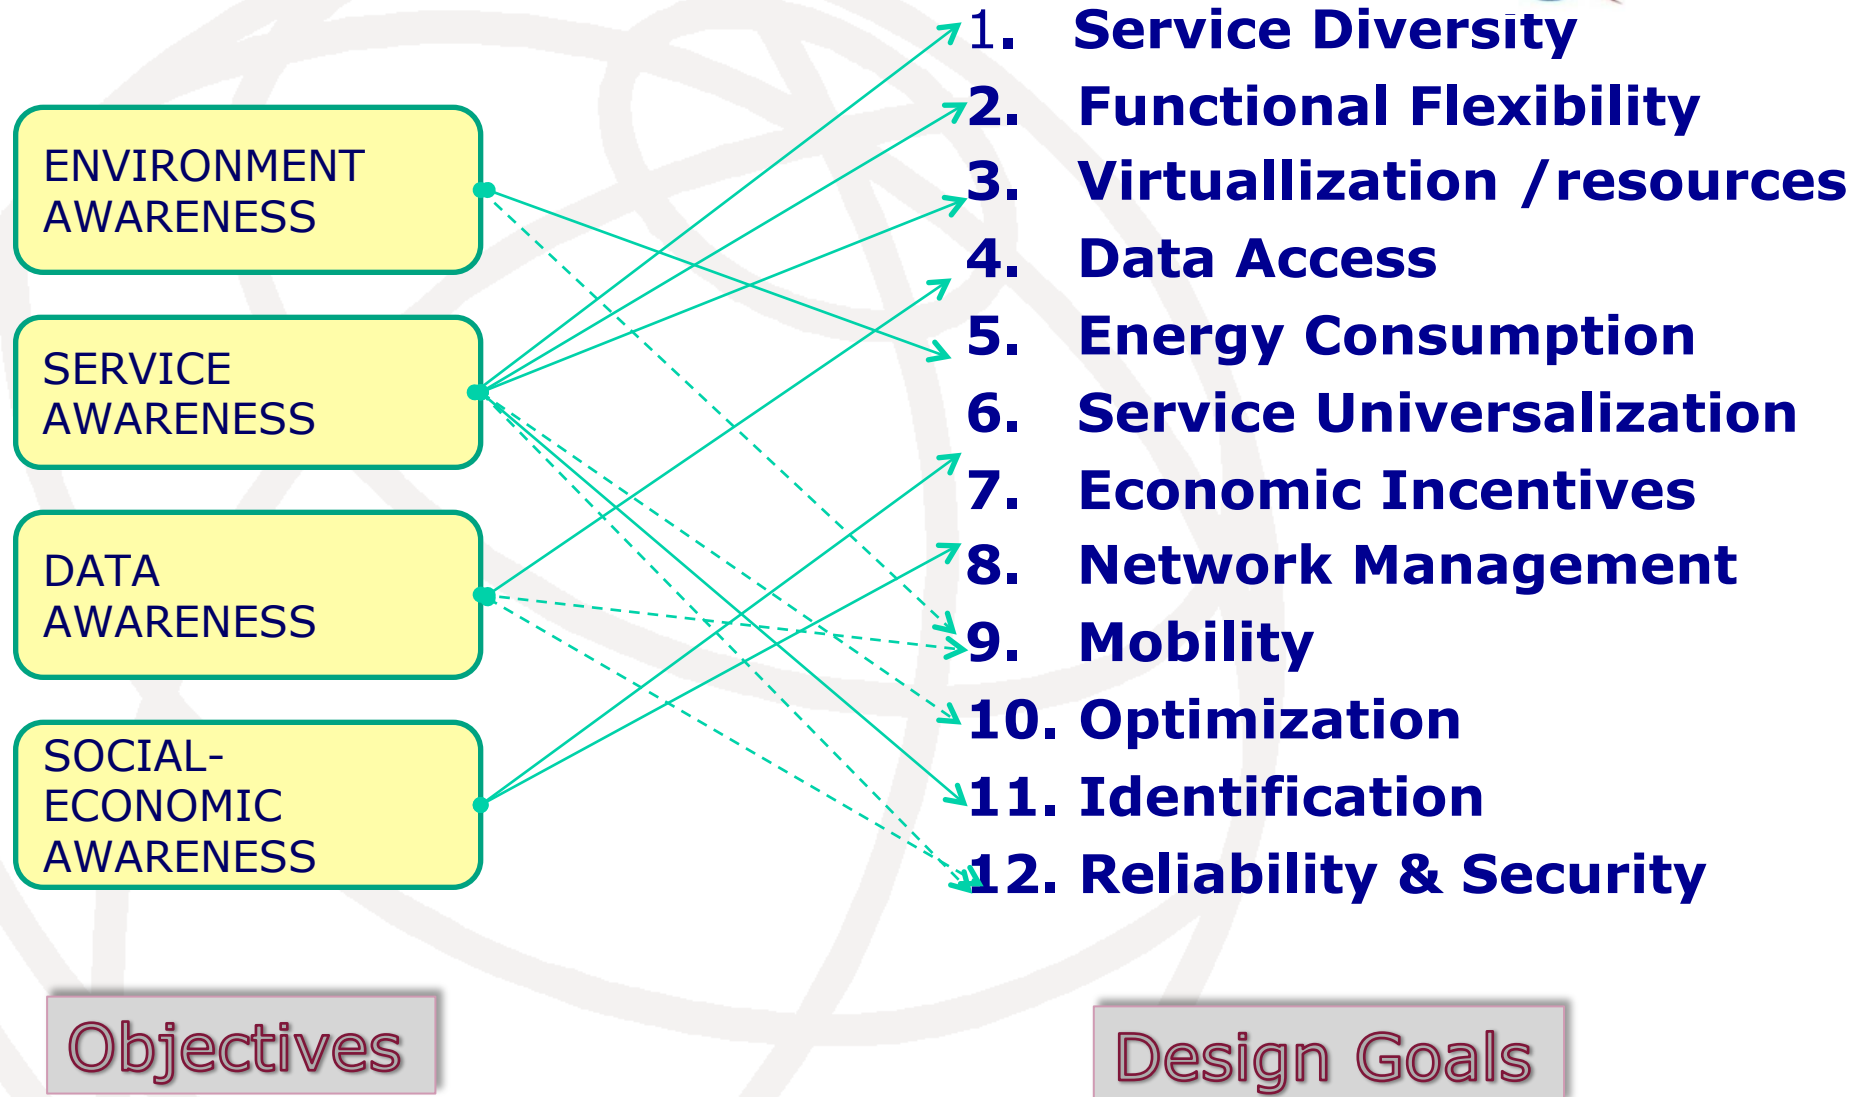 ENVIRONMENT
AWARENESS
SERVICE
AWARENESS
DATA
AWARENESS
SOCIAL-
ECONOMIC
AWARENESS
1. Service Diversity
2. Functional Flexibility
3. Virtuallization /resources
4. Data Access
5. Energy Consumption
6. Service Universalization
7. Economic Incentives
8. Network Management
9. Mobility
10. Optimization
11. Identification
12. Reliability & Security
Objectives
Design Goals